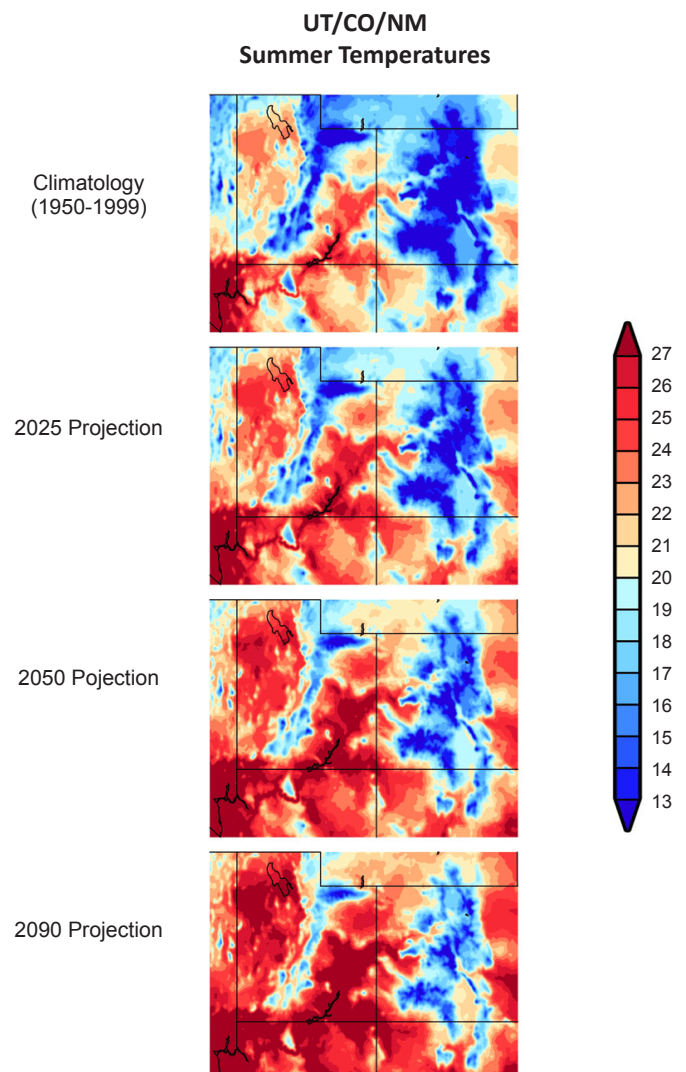 UT/CO/NM
Summer Temperatures
Climatology
(1950-1999)
2025 Projection
2050 Pojection
2090 Projection
27
26
25
24
23
22
21
20
19
18
17
16
15
14
13